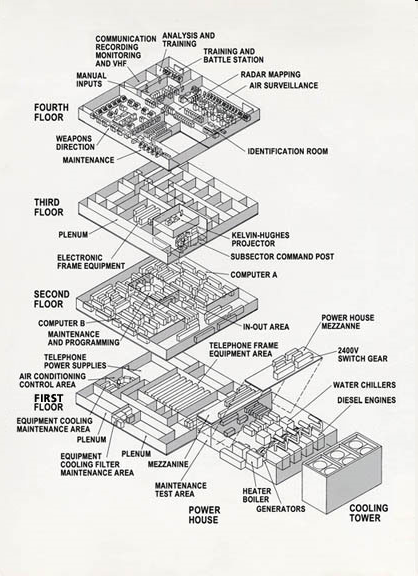 COMMUNICATION
RECORDING
MONITORING
AND VHF
ANALYSIS AND
TRAINING
TRAINING AND
BATTLE STATION
MANUAL
INPUTS
RADAR MAPPING
AIR SURVEILLANCE
FOURTH
FLOOR
WEAPONS
DIRECTION
MAINTENANCE
IDENTIFICATION ROOM
THIRD
FLOOR
PLENUM
KELVIN-HUGHES
PROJECTOR
ELECTRONIC
FRAME EQUIPMENT
SUBSECTOR COMMAND POST
COMPUTER A
SECOND
FLOOR
COMPUTER B
MAINTENANCE
AND PROGRAMMING
IN-OUT AREA
POWER HOUSE
MEZZANNE
TELEPHONE FRAME
EQUIPMENT AREA
2400V
SWITCH GEAR
TELEPHONE
POWER SUPPLIES
AIR CONDITIONING
CONTROL AREA
WATER CHILLERS
DIESEL ENGINES
FIRST
FLOOR
EQUIPMENT COOLING
MAINTENANCE AREA
PLENUM
PLENUM
EQUIPMENT
COOLING FILTER
MAINTENANCE AREA
MEZZANINE
MAINTENANCE
TEST AREA
HEATER
BOILER
GENERATORS
POWER
HOUSE
COOLING
TOWER